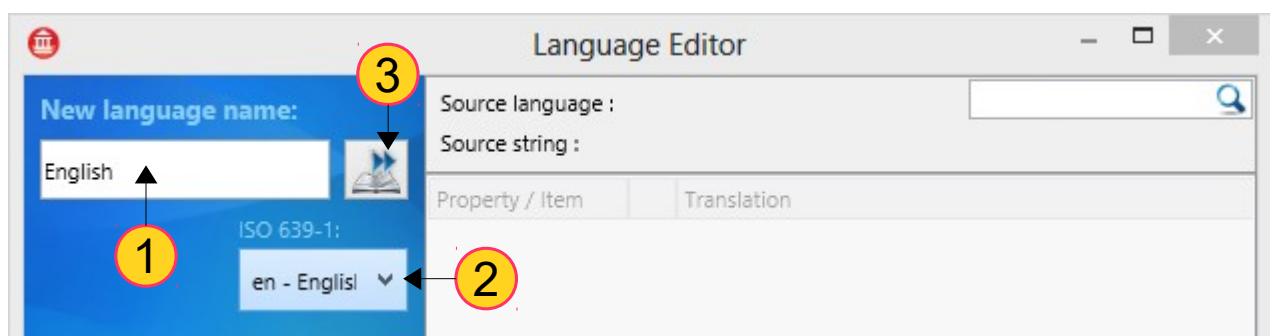 Language Editor
3
New language name:
English
1
ISO 639-1:
en - Englis
2
Source language :
Source string :
Property / Item
Translation